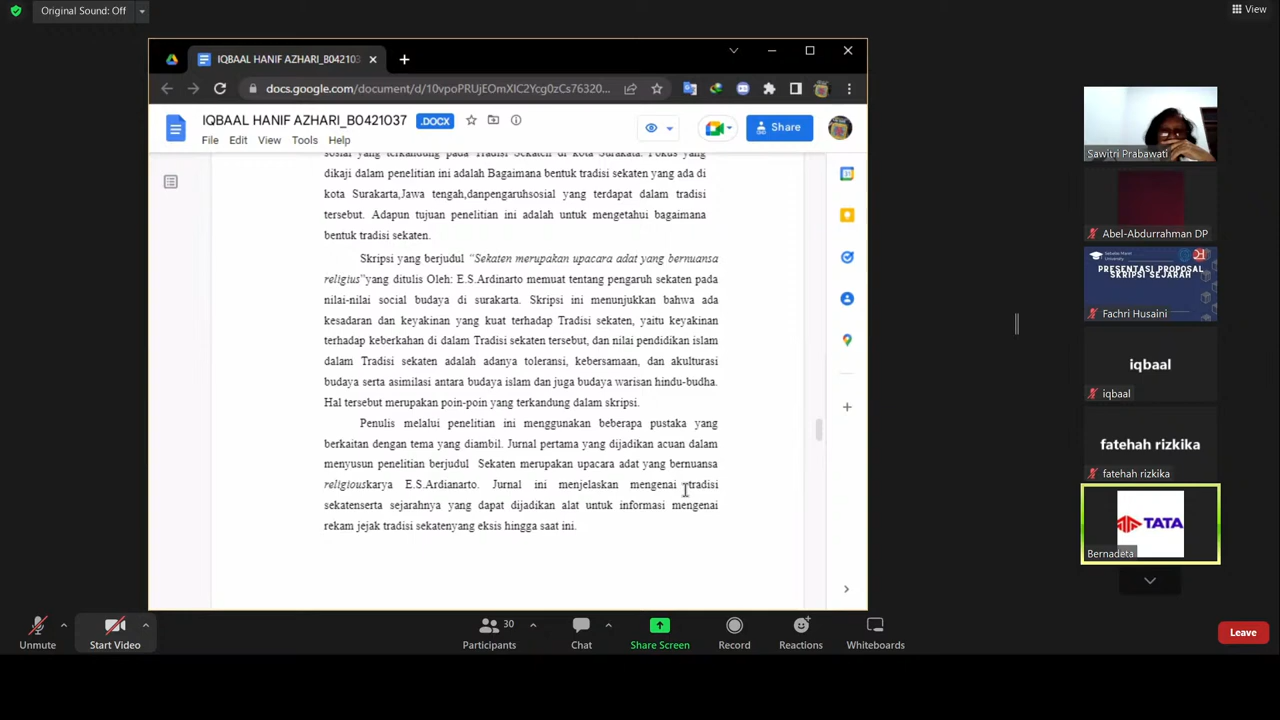 Original Sound: Off
View
IQBAAL HANIF AZHARI_B042103
docs.google.com/document/d/10vpoPRUjEOmXIC2Ycg0zCs76320...
IQBAAL HANIF AZHARI_B0421037
.DOCX
File Edit View Tools Help
Share
sosial yang terkandung pada Tradisi Sekaten di kota Surakarta. Fokus yang
dikaji dalam penelitian ini adalah Bagaimana bentuk tradisi sekaten yang ada di
kota Surakarta,Jawa tengah,danpengaruhsosial yang terdapat dalam tradisi
tersebut. Adapun tujuan penelitian ini adalah untuk mengetahui bagaimana
bentuk tradisi sekaten.
Skripsi yang berjudul “Sekaten merupakan upacara adat yang bernuansa
religius”yang ditulis Oleh: E.S.Ardinarto memuat tentang pengaruh sekaten pada
nilai-nilai social budaya di surakarta. Skripsi ini menunjukkan bahwa ada
kesadaran dan keyakinan yang kuat terhadap Tradisi sekaten, yaitu keyakinan
terhadap keberkahan di dalam Tradisi sekaten tersebut, dan nilai pendidikan islam
dalam Tradisi sekaten adalah adanya toleransi, kebersamaan, dan akulturasi
budaya serta asimilasi antara budaya islam dan juga budaya warisan hindu-budha.
Hal tersebut merupakan poin-poin yang terkandung dalam skripsi.
Penulis melalui penelitian ini menggunakan beberapa pustaka yang
berkaitan dengan tema yang diambil. Jurnal pertama yang dijadikan acuan dalam
menyusun penelitian berjudul Sekaten merupakan upacara adat yang bernuansa
religiouskarya E.S.Ardianarto. Jurnal ini menjelaskan mengenai tradisi
sekatenserta sejarahnya yang dapat dijadikan alat untuk informasi mengenai
rekam jejak tradisi sekatenyang eksis hingga saat ini.
Sawitri Prabawati
Abel-Abdurrahman DP
PRESENTASI PROPOSAL
SKRIPSI SEJARAH
Fachri Husaini
iqbaal
iqbaal
fatehah rizkika
fatehah rizkika
TATA
Bernadeta
Unmute
Start Video
30
Participants
Chat
Share Screen
Record
Reactions
Whiteboards
Leave